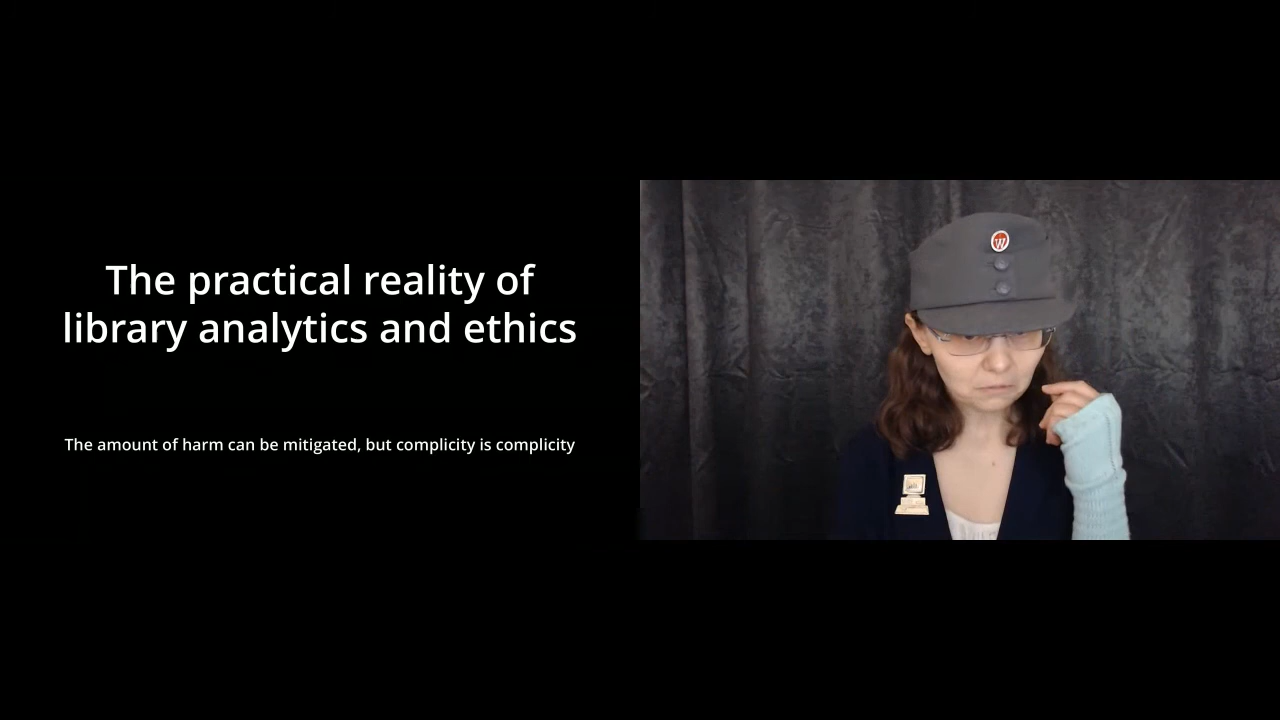 The practical reality of
library analytics and ethics
The amount of harm can be mitigated, but complicity is complicity
W